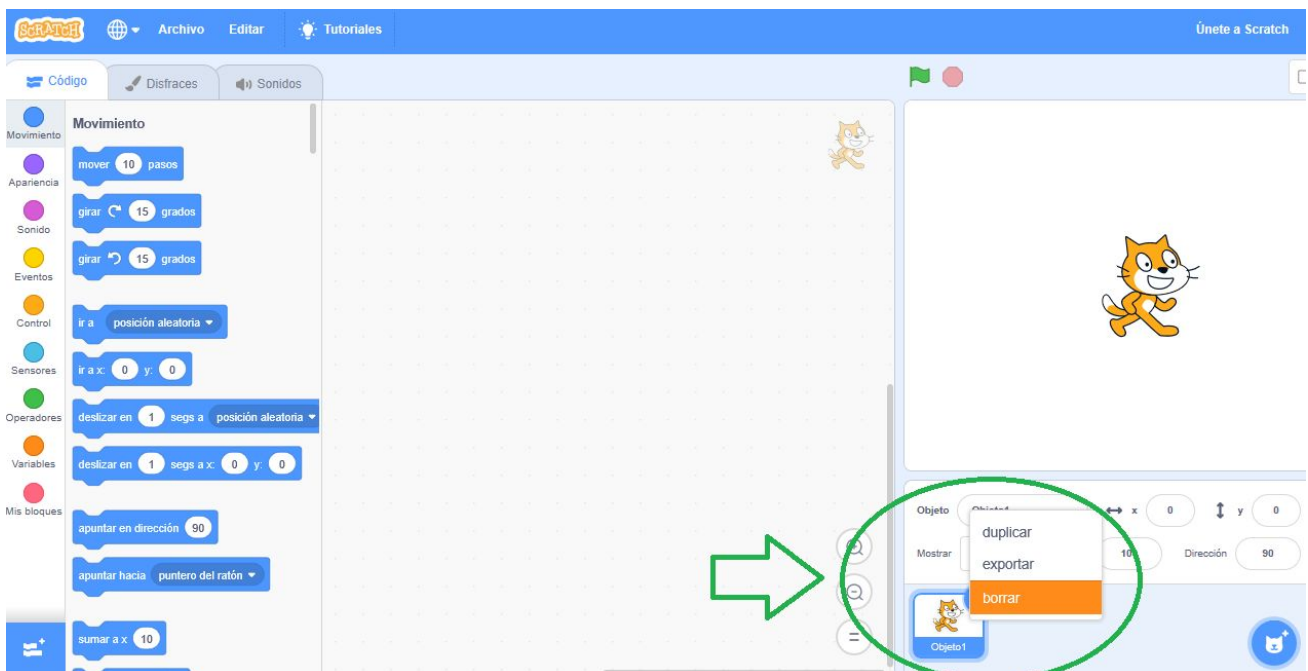 SCRATCH Archivo Editar Tutoriales Únete a Scratch
Código Disfraces Sonidos
Movimiento
Apariencia
Sonido
Eventos
Control
Sensores
Operadores
Variables
Mis bloques
Movimiento
mover 10 pasos
girar 15 grados
girar 15 grados
ir a posición aleatoria
ir a x: 0 y: 0
deslizar en 1 segs a posición aleatoria
deslizar en 1 segs a x: 0 y: 0
apuntar en dirección 90
apuntar hacia puntero del ratón
sumar a x 10
Objeto Objeto1 x 0 y 0
Mostrar Dirección 90
duplicar
exportar
borrar
Objeto1